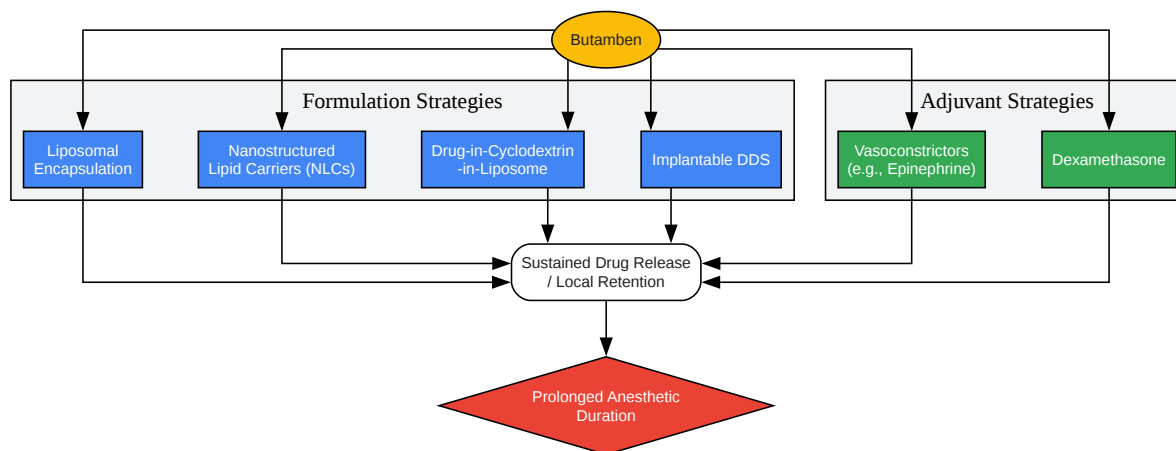 Butamben
Formulation Strategies
Adjuvant Strategies
Liposomal
Encapsulation
Nanostructured
Lipid Carriers (NLCs)
Drug-in-Cyclodextrin
-in-Liposome
Implantable DDS
Vasoconstrictors
(e.g., Epinephrine)
Dexamethasone
Sustained Drug Release
/ Local Retention
Prolonged Anesthetic
Duration